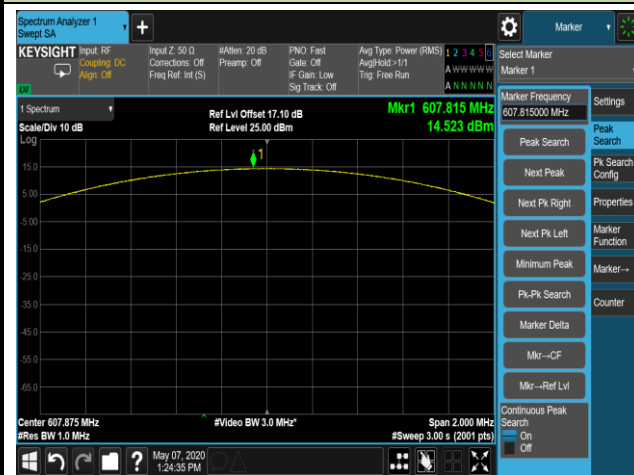 Spectrum Analyzer 1
Swept SA
+
Marker
KEYSIGHT
Input: RF
Coupling: DC
Align: Off
Input Z: 50 Ω
Corrections: Off
Freq Ref: Int (S)
#Atten: 20 dB
Preamp: Off
PNO: Fast
Gate: Off
IF Gain: Low
Sig Track: Off
Avg Type: Power (RMS)
Avg|Hold:>1/1
Trig: Free Run
1 2 3 4 5 6
A W W W W W
A N N N N N
LXI
Select Marker
Marker 1
1 Spectrum
Scale/Div 10 dB
Log
Ref Lvl Offset 17.10 dB
Ref Level 25.00 dBm
Mkr1 607.815 MHz
14.523 dBm
1
15.0
5.00
-5.00
-15.0
-25.0
-35.0
-45.0
-55.0
-65.0
Center 607.875 MHz
#Res BW 1.0 MHz
#Video BW 3.0 MHz*
Span 2.000 MHz
#Sweep 3.00 s (2001 pts)
Marker Frequency
607.815000 MHz
Peak Search
Next Peak
Next Pk Right
Next Pk Left
Minimum Peak
Pk-Pk Search
Marker Delta
Mkr→CF
Mkr→Ref Lvl
Continuous Peak
Search
On
Off
Settings
Peak
Search
Pk Search
Config
Properties
Marker
Function
Marker→
Counter
?
May 07, 2020
1:24:35 PM